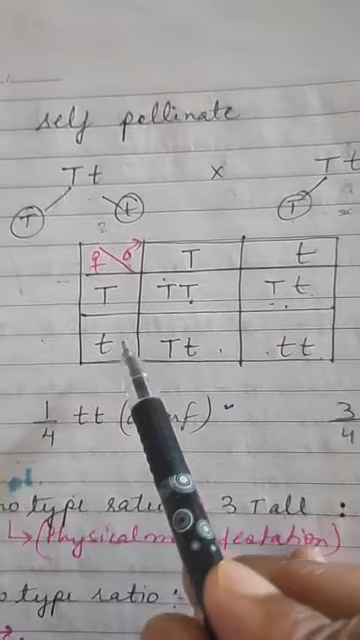 self pollinate
Tt x Tt
T t T
♀ ♂ T t
T TT Tt
t Tt tt
1/4 tt 3/4
type 3 Tall :
↳ (Physical
type ratio :